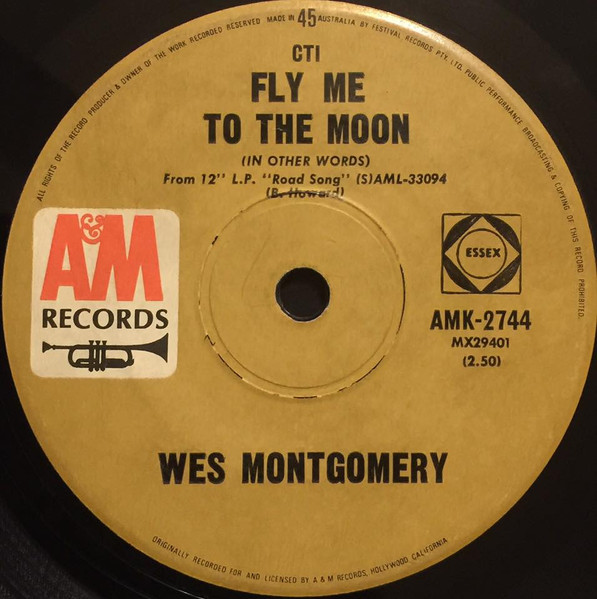 ALL RIGHTS OF THE RECORD PRODUCER & OWNER OF THE WORK RECORDED RESERVED MADE IN 45 AUSTRALIA BY FESTIVAL RECORDS PTY. LTD. PUBLIC PERFORMANCE BROADCASTING & COPYING OF THIS RECORD PROHIBITED.
CTI
FLY ME
TO THE MOON
(IN OTHER WORDS)
From 12" L.P. "Road Song" (S)AML-33094
(B. Howard)
A&M
RECORDS
ESSEX
AMK-2744
MX29401
(2.50)
WES MONTGOMERY
ORIGINALLY RECORDED FOR AND LICENSED BY A & M RECORDS, HOLLYWOOD, CALIFORNIA